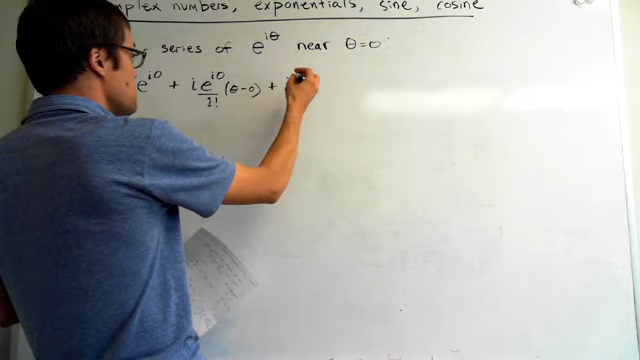 complex numbers, exponentials, sine, cosine
series of e^{iθ} near θ=0
e^{i0} + i e^{i0}/1! (θ-0) +